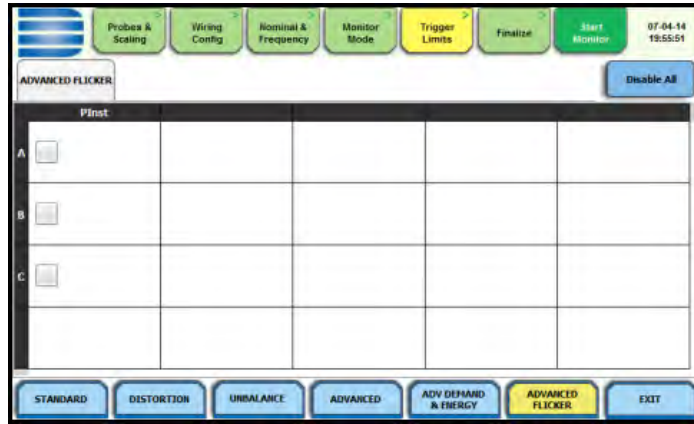 Probes &
Scaling
Wiring
Config
Nominal &
Frequency
Monitor
Mode
Trigger
Limits
Finalize
Start
Monitor
07-04-14
19:55:51
ADVANCED FLICKER
Disable All
PInst
A
B
C
STANDARD
DISTORTION
UNBALANCE
ADVANCED
ADV DEMAND
& ENERGY
ADVANCED
FLICKER
EXIT